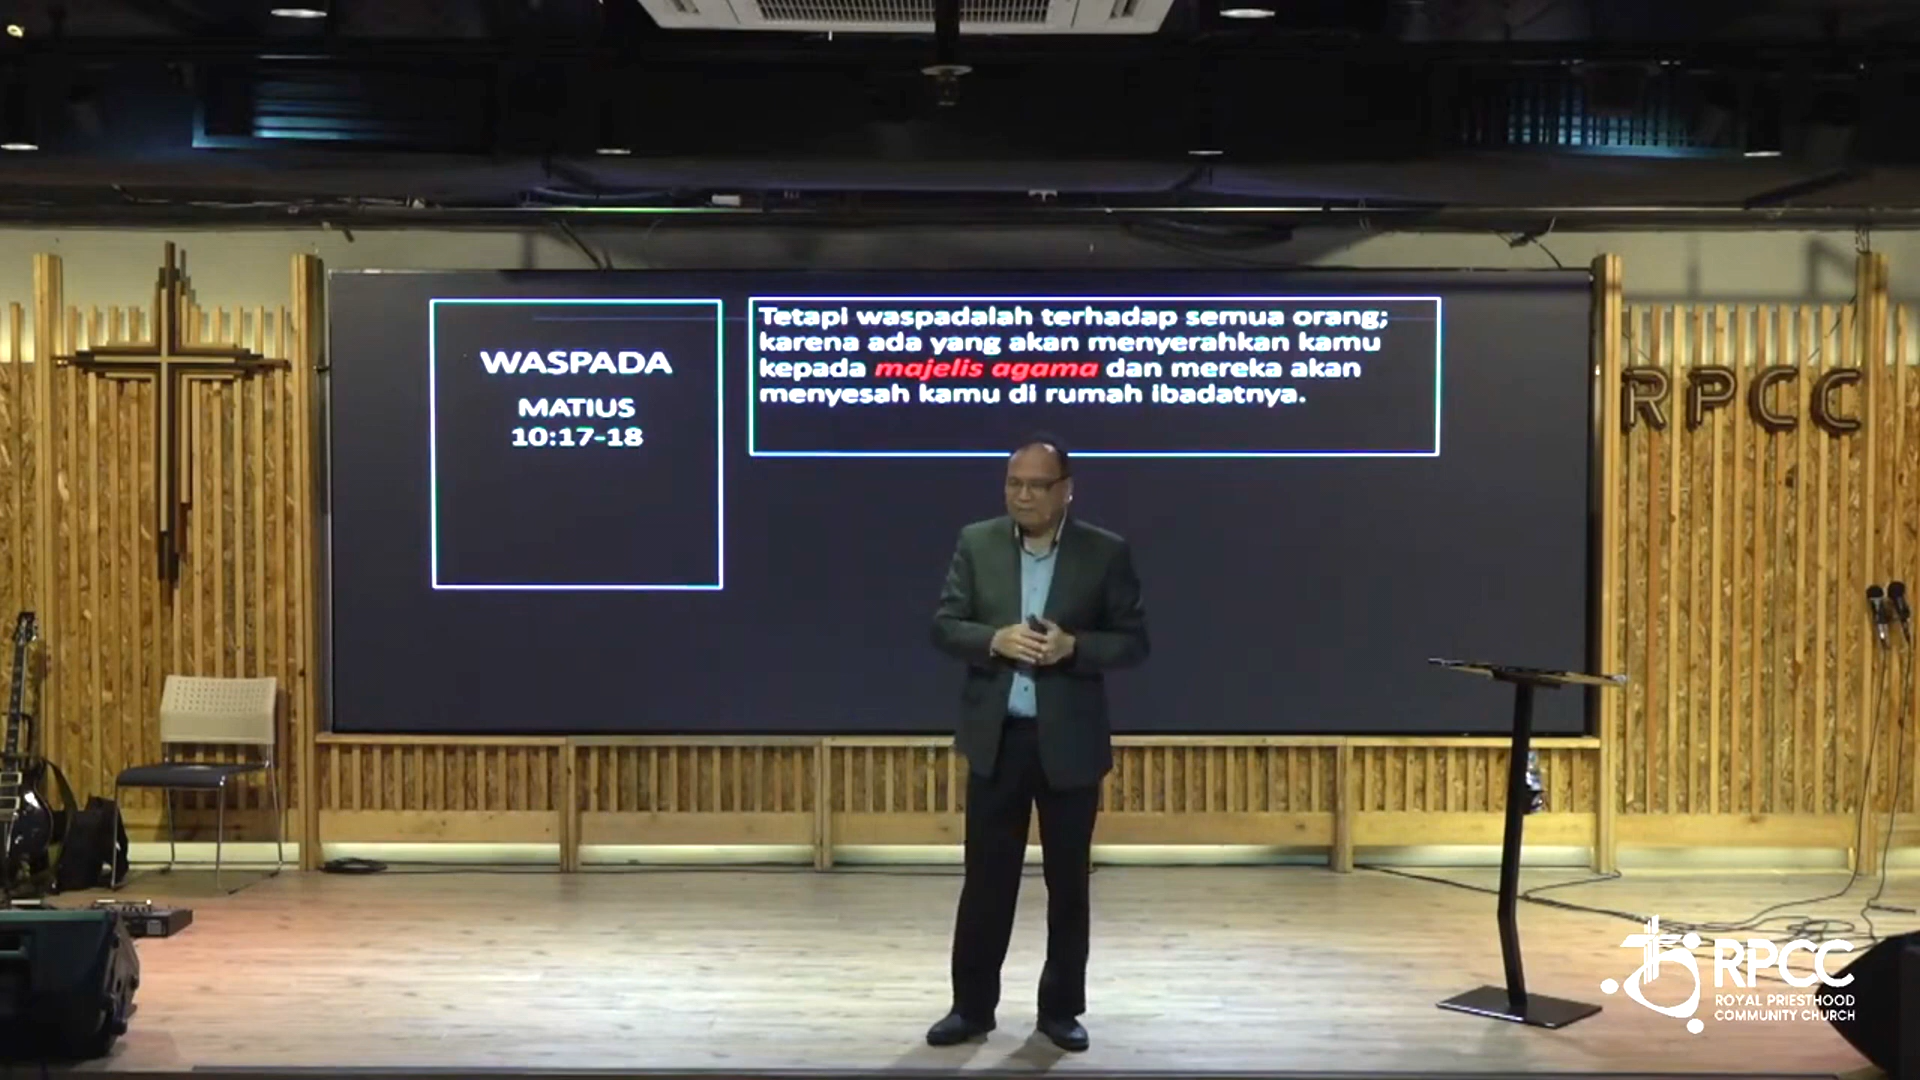 WASPADA
MATIUS
10:17-18
Tetapi waspadalah terhadap semua orang;
karena ada yang akan menyerahkan kamu
kepada majelis agama dan mereka akan
menyesah kamu di rumah ibadatnya.
RPCC
RPCC
ROYAL PRIESTHOOD
COMMUNITY CHURCH